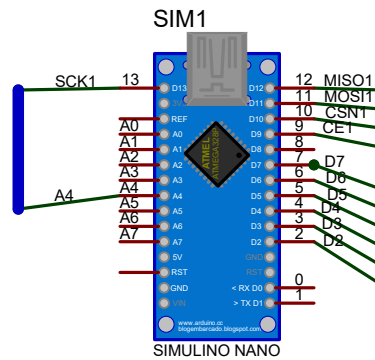 SIM1
SCK1 13 D13 D12 12 MISO1
3V3 D11 11 MOSI1
REF D10 10 CSN1
A0 A0 D9 9 CE1
A1 A1 D8 8
A2 A2 D7 7 D7
A3 A3 D6 6 D6
A4 A4 A4 D5 5 D5
A5 A5 D4 4 D4
A6 A6 D3 3 D3
A7 A7 D2 2 D2
5V GND
RST RST
GND < RX D0 0
VIN > TX D1 1
ATMEL
ATMEGA328P
www.arduino.cc
blogembarcado.blogspot.com
SIMULINO NANO